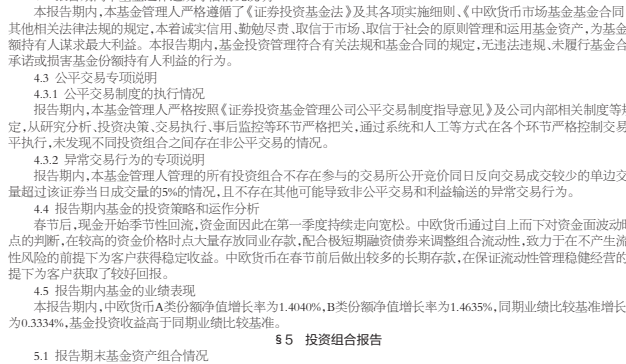 本报告期内,本基金管理人严格遵循了《证券投资基金法》及其各项实施细则、《中欧货币市场基金基金合同
其他相关法律法规的规定,本着诚实信用、勤勉尽责、取信于市场、取信于社会的原则管理和运用基金资产,为基金
额持有人谋求最大利益。本报告期内,基金投资管理符合有关法规和基金合同的规定,无违法违规、未履行基金合
承诺或损害基金份额持有人利益的行为。
4.3 公平交易专项说明
4.3.1 公平交易制度的执行情况
报告期内,本基金管理人严格按照《证券投资基金管理公司公平交易制度指导意见》及公司内部相关制度等规
定,从研究分析、投资决策、交易执行、事后监控等环节严格把关,通过系统和人工等方式在各个环节严格控制交易
平执行,未发现不同投资组合之间存在非公平交易的情况。
4.3.2 异常交易行为的专项说明
报告期内,本基金管理人管理的所有投资组合不存在参与的交易所公开竞价同日反向交易成交较少的单边交
量超过该证券当日成交量的5%的情况,且不存在其他可能导致非公平交易和利益输送的异常交易行为。
4.4 报告期内基金的投资策略和运作分析
春节后,现金开始季节性回流,资金面因此在第一季度持续走向宽松。中欧货币通过自上而下对资金面波动时
点的判断,在较高的资金价格时点大量存放同业存款,配合极短期融资债券来调整组合流动性,致力于在不产生流
性风险的前提下为客户获得稳定收益。中欧货币在春节前后做出较多的长期存款,在保证流动性管理稳健经营的
提下为客户获取了较好回报。
4.5 报告期内基金的业绩表现
本报告期内,中欧货币A类份额净值增长率为1.4040%,B类份额净值增长率为1.4635%,同期业绩比较基准增长
为0.3334%,基金投资收益高于同期业绩比较基准。
§5 投资组合报告
5.1 报告期末基金资产组合情况